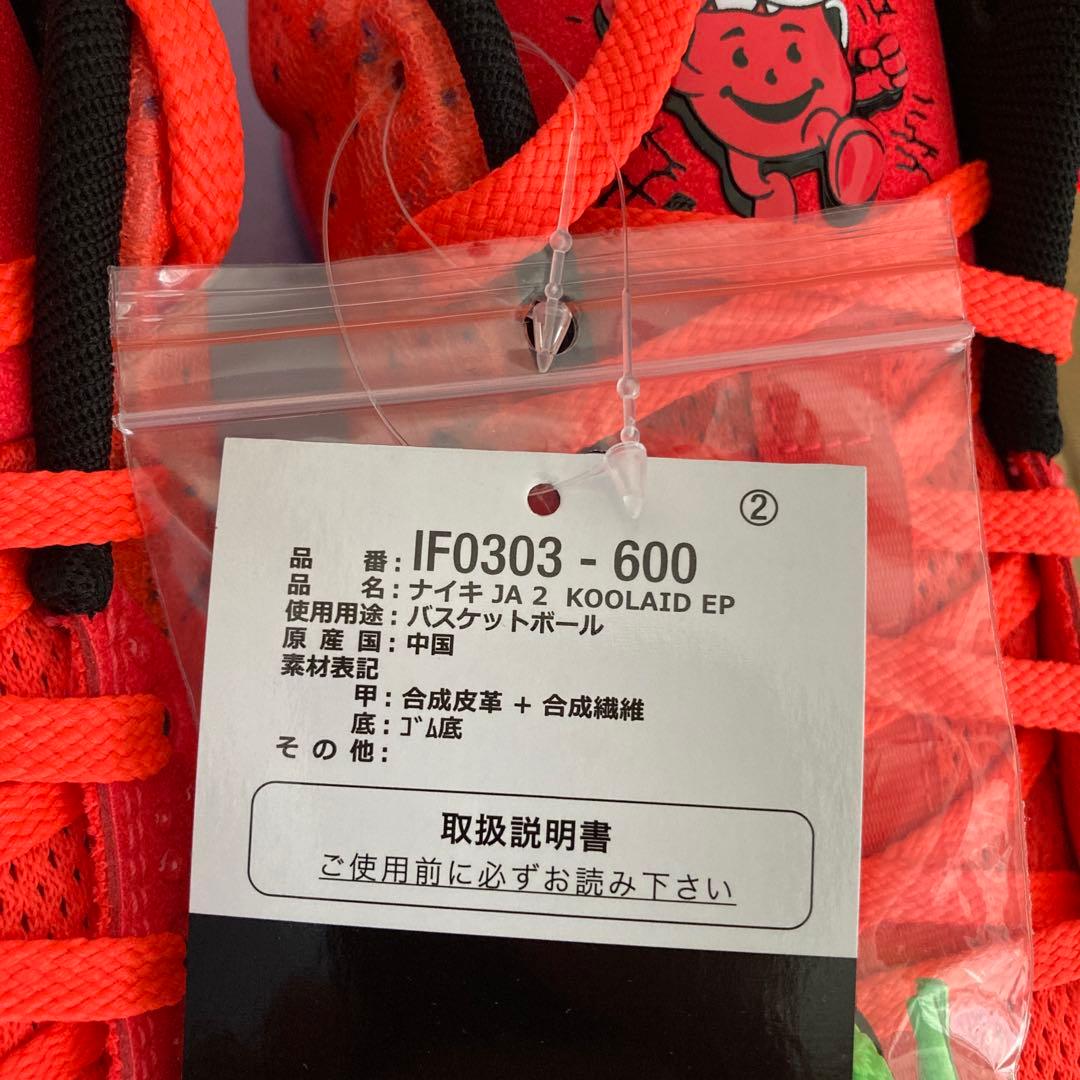 ②
品　　番：IF0303 - 600
品　　名：ナイキ JA 2 KOOLAID EP
使用用途：バスケットボール
原 産 国：中国
素材表記
甲：合成皮革 + 合成繊維
底：ｺﾞﾑ底
そ の 他：
取扱説明書
ご使用前に必ずお読み下さい